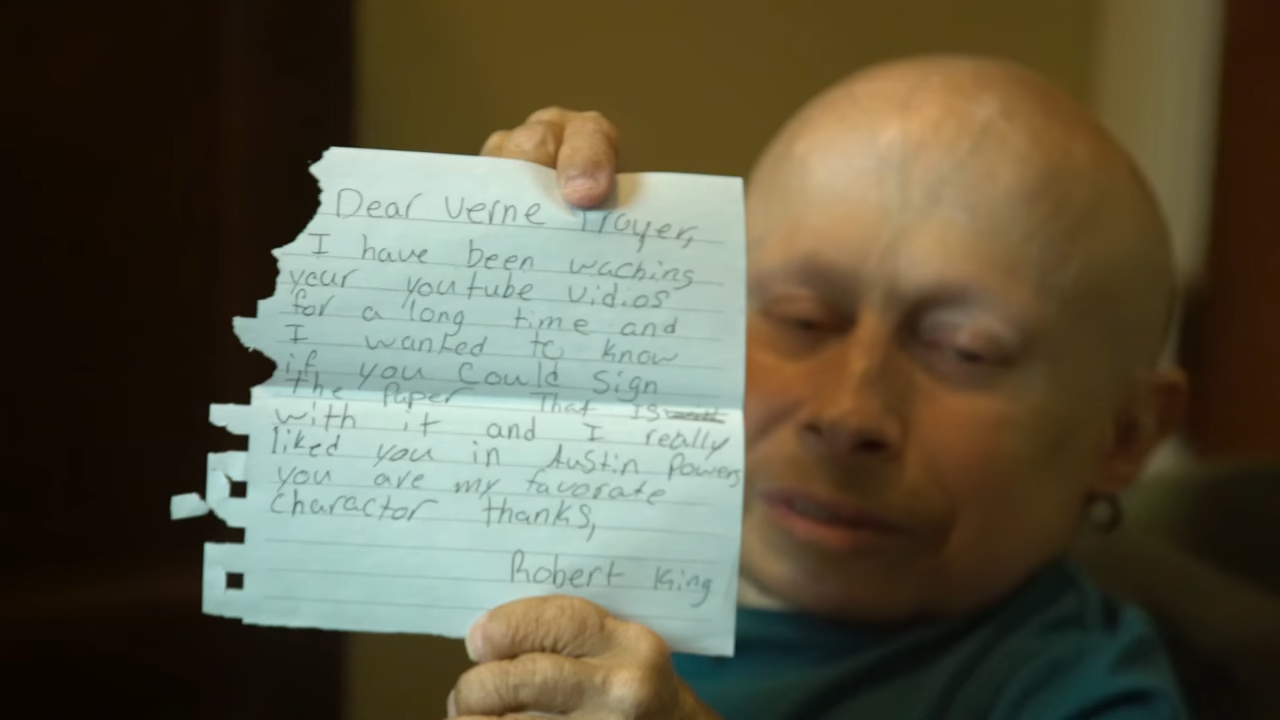 Dear Verne Troyer,
I have been waching
your youtube vidios
for a long time and
I wanted to know
if you could sign
the paper That is
with it and I really
liked you in Austin Powers
you are my favorate
charactor thanks,
Robert King